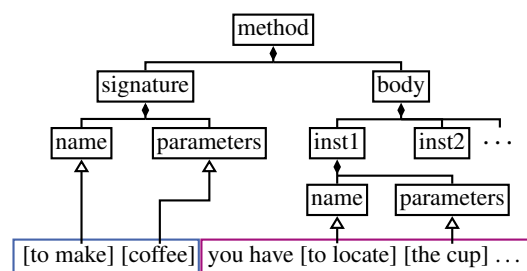 method
signature body
name parameters inst1 inst2 ...
name parameters
[to make] [coffee] you have [to locate] [the cup] ...